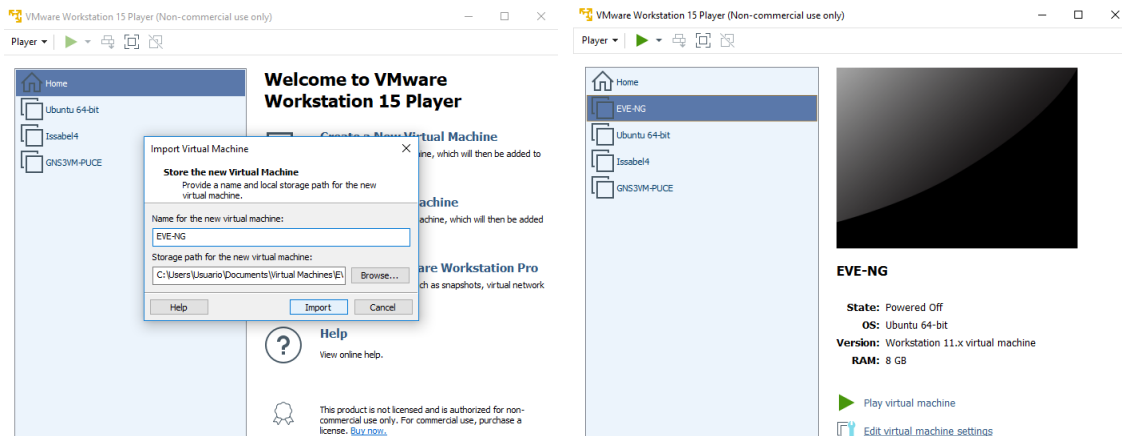 VMware Workstation 15 Player (Non-commercial use only)
Player
Home
Ubuntu 64-bit
Issabel4
GNS3VM-PUCE
Welcome to VMware
Workstation 15 Player
Create a New Virtual Machine
ine, which will then be added to
achine
achine, which will then be added
are Workstation Pro
ch as snapshots, virtual network
Help
View online help.
This product is not licensed and is authorized for non-
commercial use only. For commercial use, purchase a
license. Buy now.
Import Virtual Machine
Store the new Virtual Machine
Provide a name and local storage path for the new
virtual machine.
Name for the new virtual machine:
EVE-NG
Storage path for the new virtual machine:
C:\Users\Usuario\Documents\Virtual Machines\E\
Browse...
Help
Import
Cancel
VMware Workstation 15 Player (Non-commercial use only)
Player
Home
EVE-NG
Ubuntu 64-bit
Issabel4
GNS3VM-PUCE
EVE-NG
State: Powered Off
OS: Ubuntu 64-bit
Version: Workstation 11.x virtual machine
RAM: 8 GB
Play virtual machine
Edit virtual machine settings